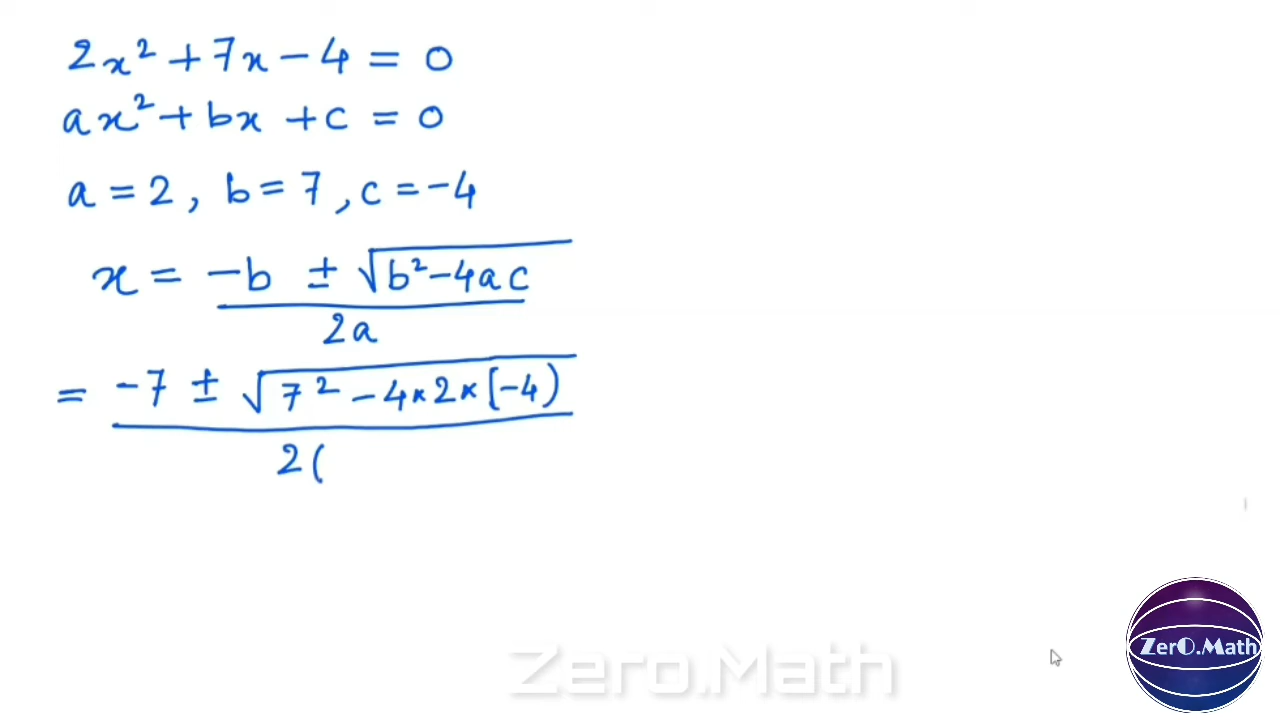 2x² + 7x - 4 = 0
ax² + bx + c = 0
a = 2, b = 7, c = -4
x = -b ± √b² - 4ac
2a
= -7 ± √7² - 4 × 2 × (-4)
2(
ZerO.Math
Zero.Math